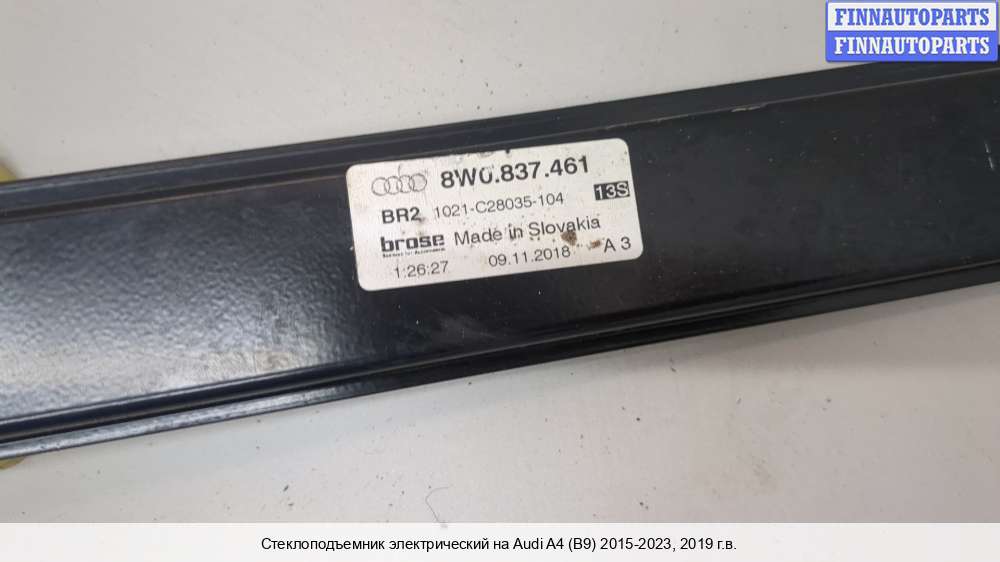 FINNAUTOPARTS
FINNAUTOPARTS
8W0.837.461
BR2 1021-C28035-104 13S
brose Made in Slovakia
1:26:27 09.11.2018 A 3
Стеклоподъемник электрический на Audi A4 (B9) 2015-2023, 2019 г.в.